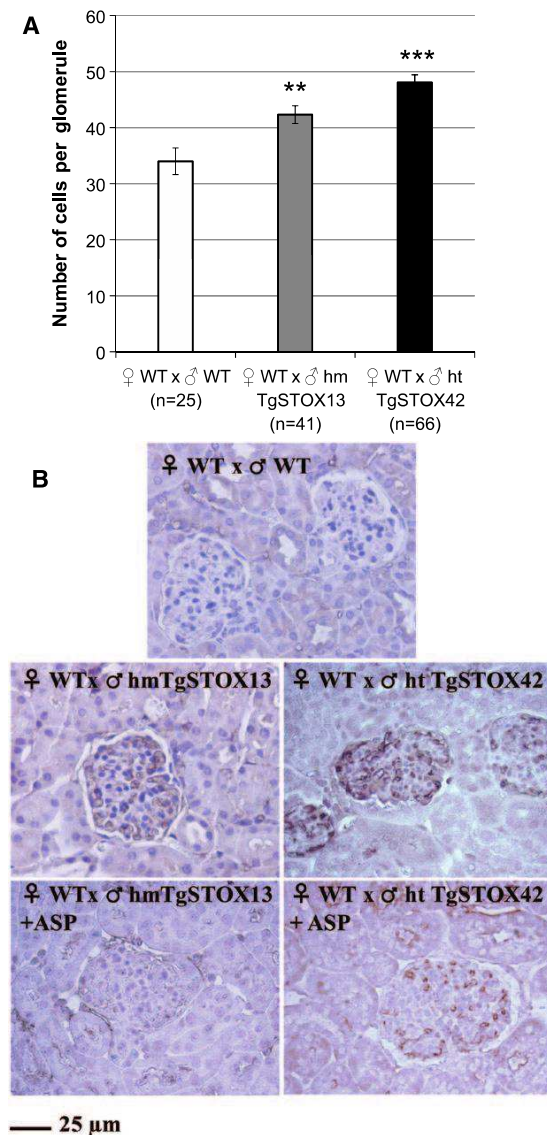 A
Number of cells per glomerule
60
50
40
30
20
10
0
**
***
♀ WT x ♂ WT
(n=25)
♀ WT x ♂ hm
TgSTOX13
(n=41)
♀ WT x ♂ ht
TgSTOX42
(n=66)
B
♀ WT x ♂ WT
♀ WTx ♂ hmTgSTOX13
♀ WT x ♂ ht TgSTOX42
♀ WTx ♂ hmTgSTOX13
+ASP
♀ WT x ♂ ht TgSTOX42
+ ASP
25 µm